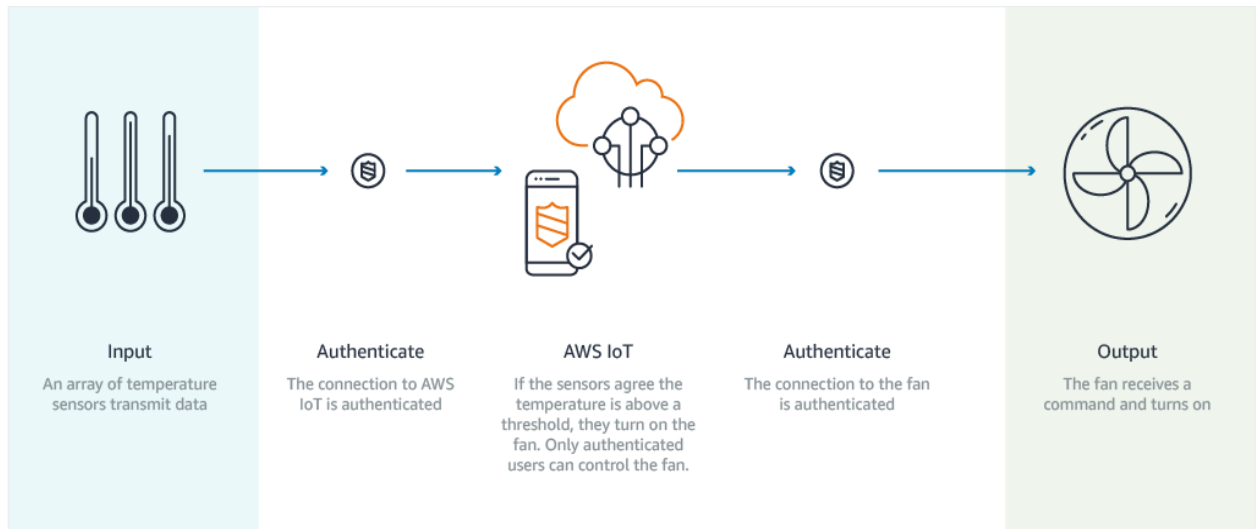 Input
An array of temperature
sensors transmit data
Authenticate
The connection to AWS
IoT is authenticated
AWS IoT
If the sensors agree the
temperature is above a
threshold, they turn on the
fan. Only authenticated
users can control the fan.
Authenticate
The connection to the fan
is authenticated
Output
The fan receives a
command and turns on